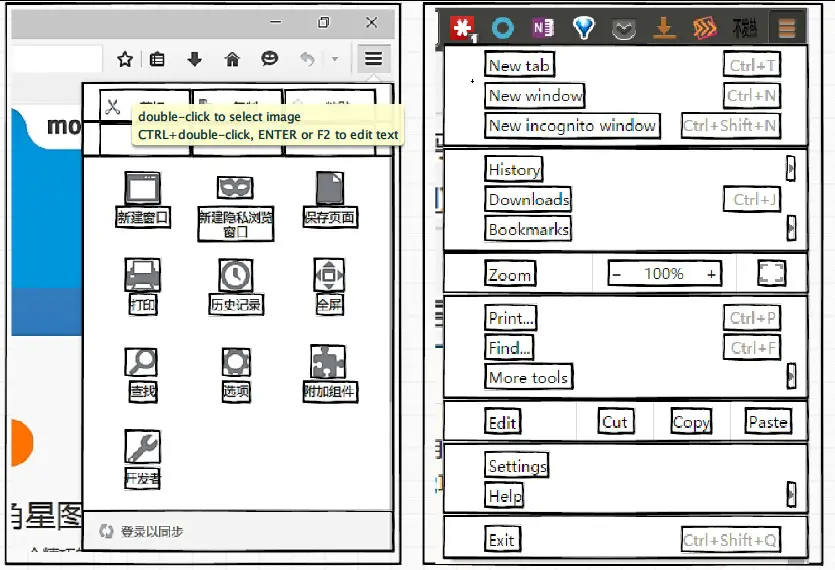 mo
double-click to select image
CTRL+double-click, ENTER or F2 to edit text
新建窗口
新建隐私浏览
窗口
保存页面
打印
历史记录
全屏
查找
选项
附加组件
开发者
角星图
登录以同步
New tab
Ctrl+T
New window
Ctrl+N
New incognito window
Ctrl+Shift+N
History
Downloads
Ctrl+J
Bookmarks
Zoom
− 100% +
Print...
Ctrl+P
Find...
Ctrl+F
More tools
Edit
Cut
Copy
Paste
Settings
Help
Exit
Ctrl+Shift+Q